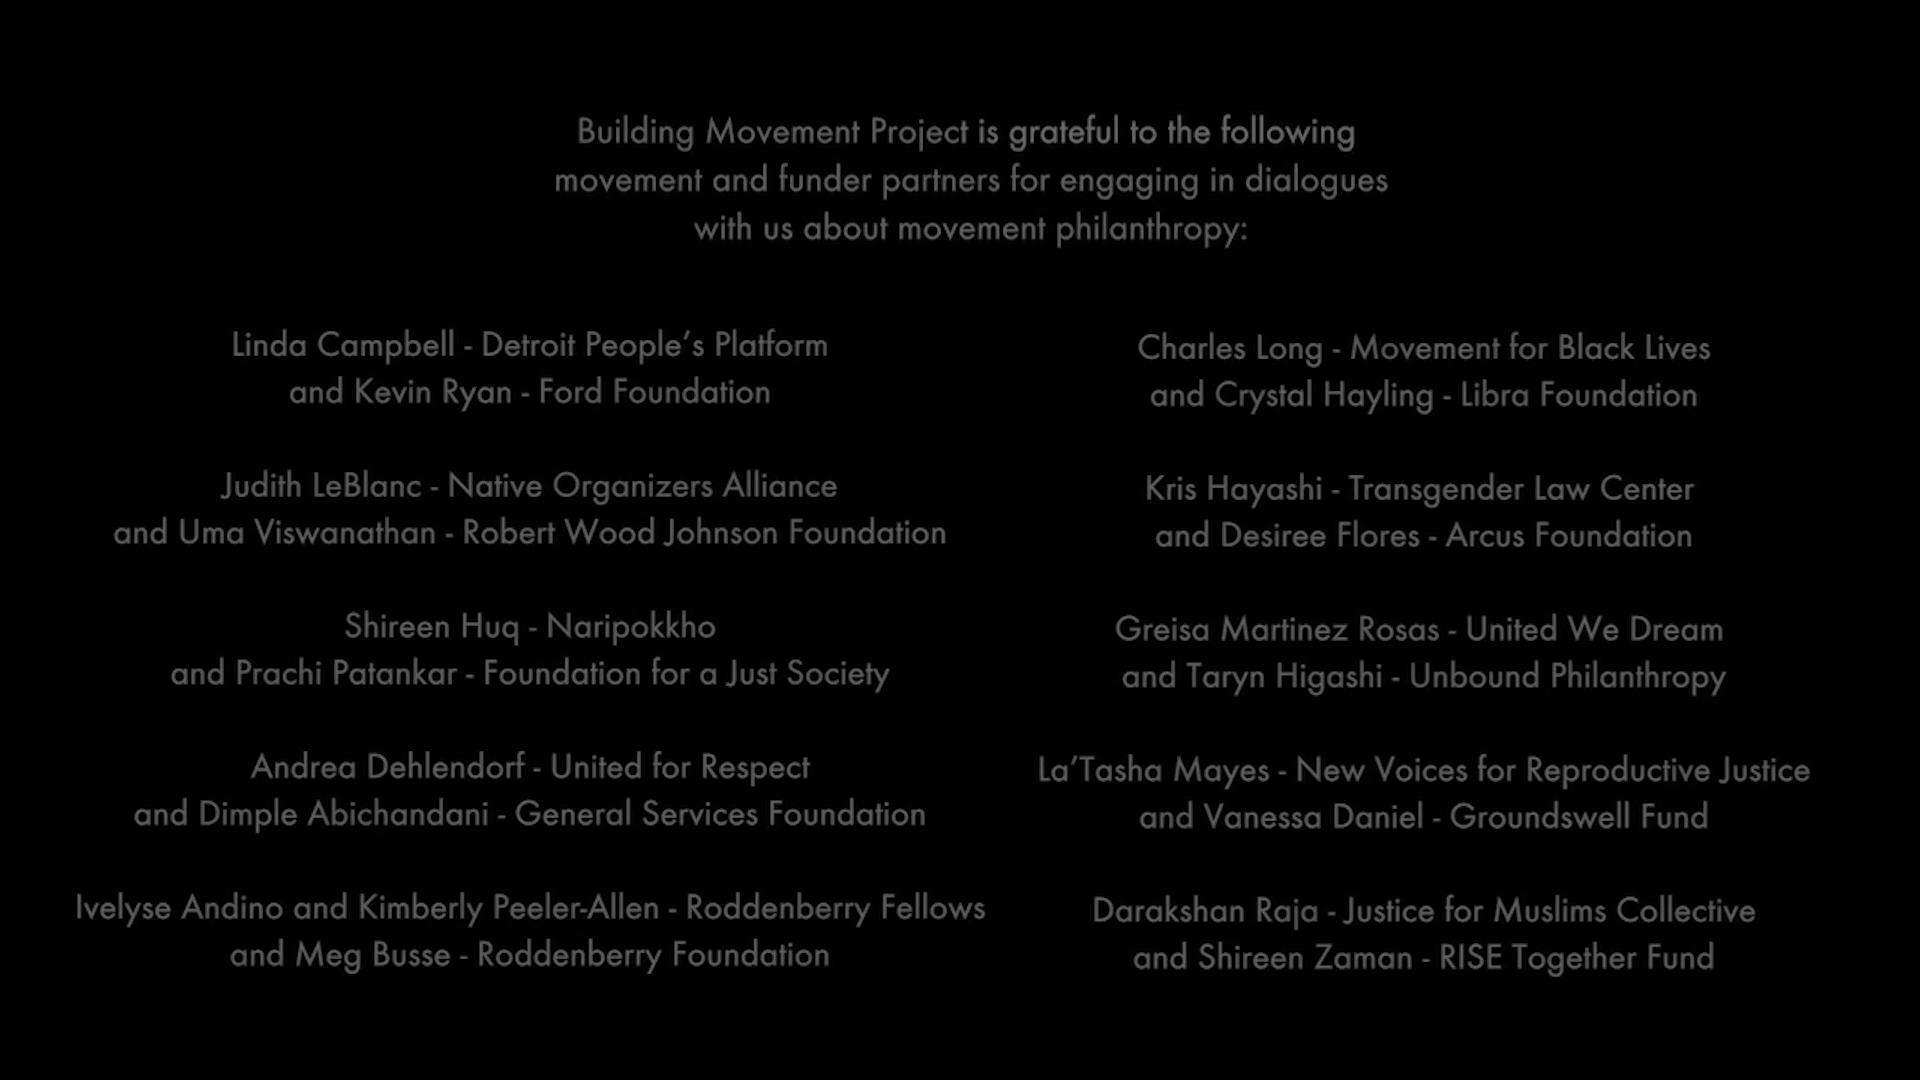 Building Movement Project is grateful to the following
movement and funder partners for engaging in dialogues
with us about movement philanthropy:
Linda Campbell - Detroit People’s Platform
and Kevin Ryan - Ford Foundation
Judith LeBlanc - Native Organizers Alliance
and Uma Viswanathan - Robert Wood Johnson Foundation
Shireen Huq - Naripokkho
and Prachi Patankar - Foundation for a Just Society
Andrea Dehlendorf - United for Respect
and Dimple Abichandani - General Services Foundation
Ivelyse Andino and Kimberly Peeler-Allen - Roddenberry Fellows
and Meg Busse - Roddenberry Foundation
Charles Long - Movement for Black Lives
and Crystal Hayling - Libra Foundation
Kris Hayashi - Transgender Law Center
and Desiree Flores - Arcus Foundation
Greisa Martinez Rosas - United We Dream
and Taryn Higashi - Unbound Philanthropy
La’Tasha Mayes - New Voices for Reproductive Justice
and Vanessa Daniel - Groundswell Fund
Darakshan Raja - Justice for Muslims Collective
and Shireen Zaman - RISE Together Fund